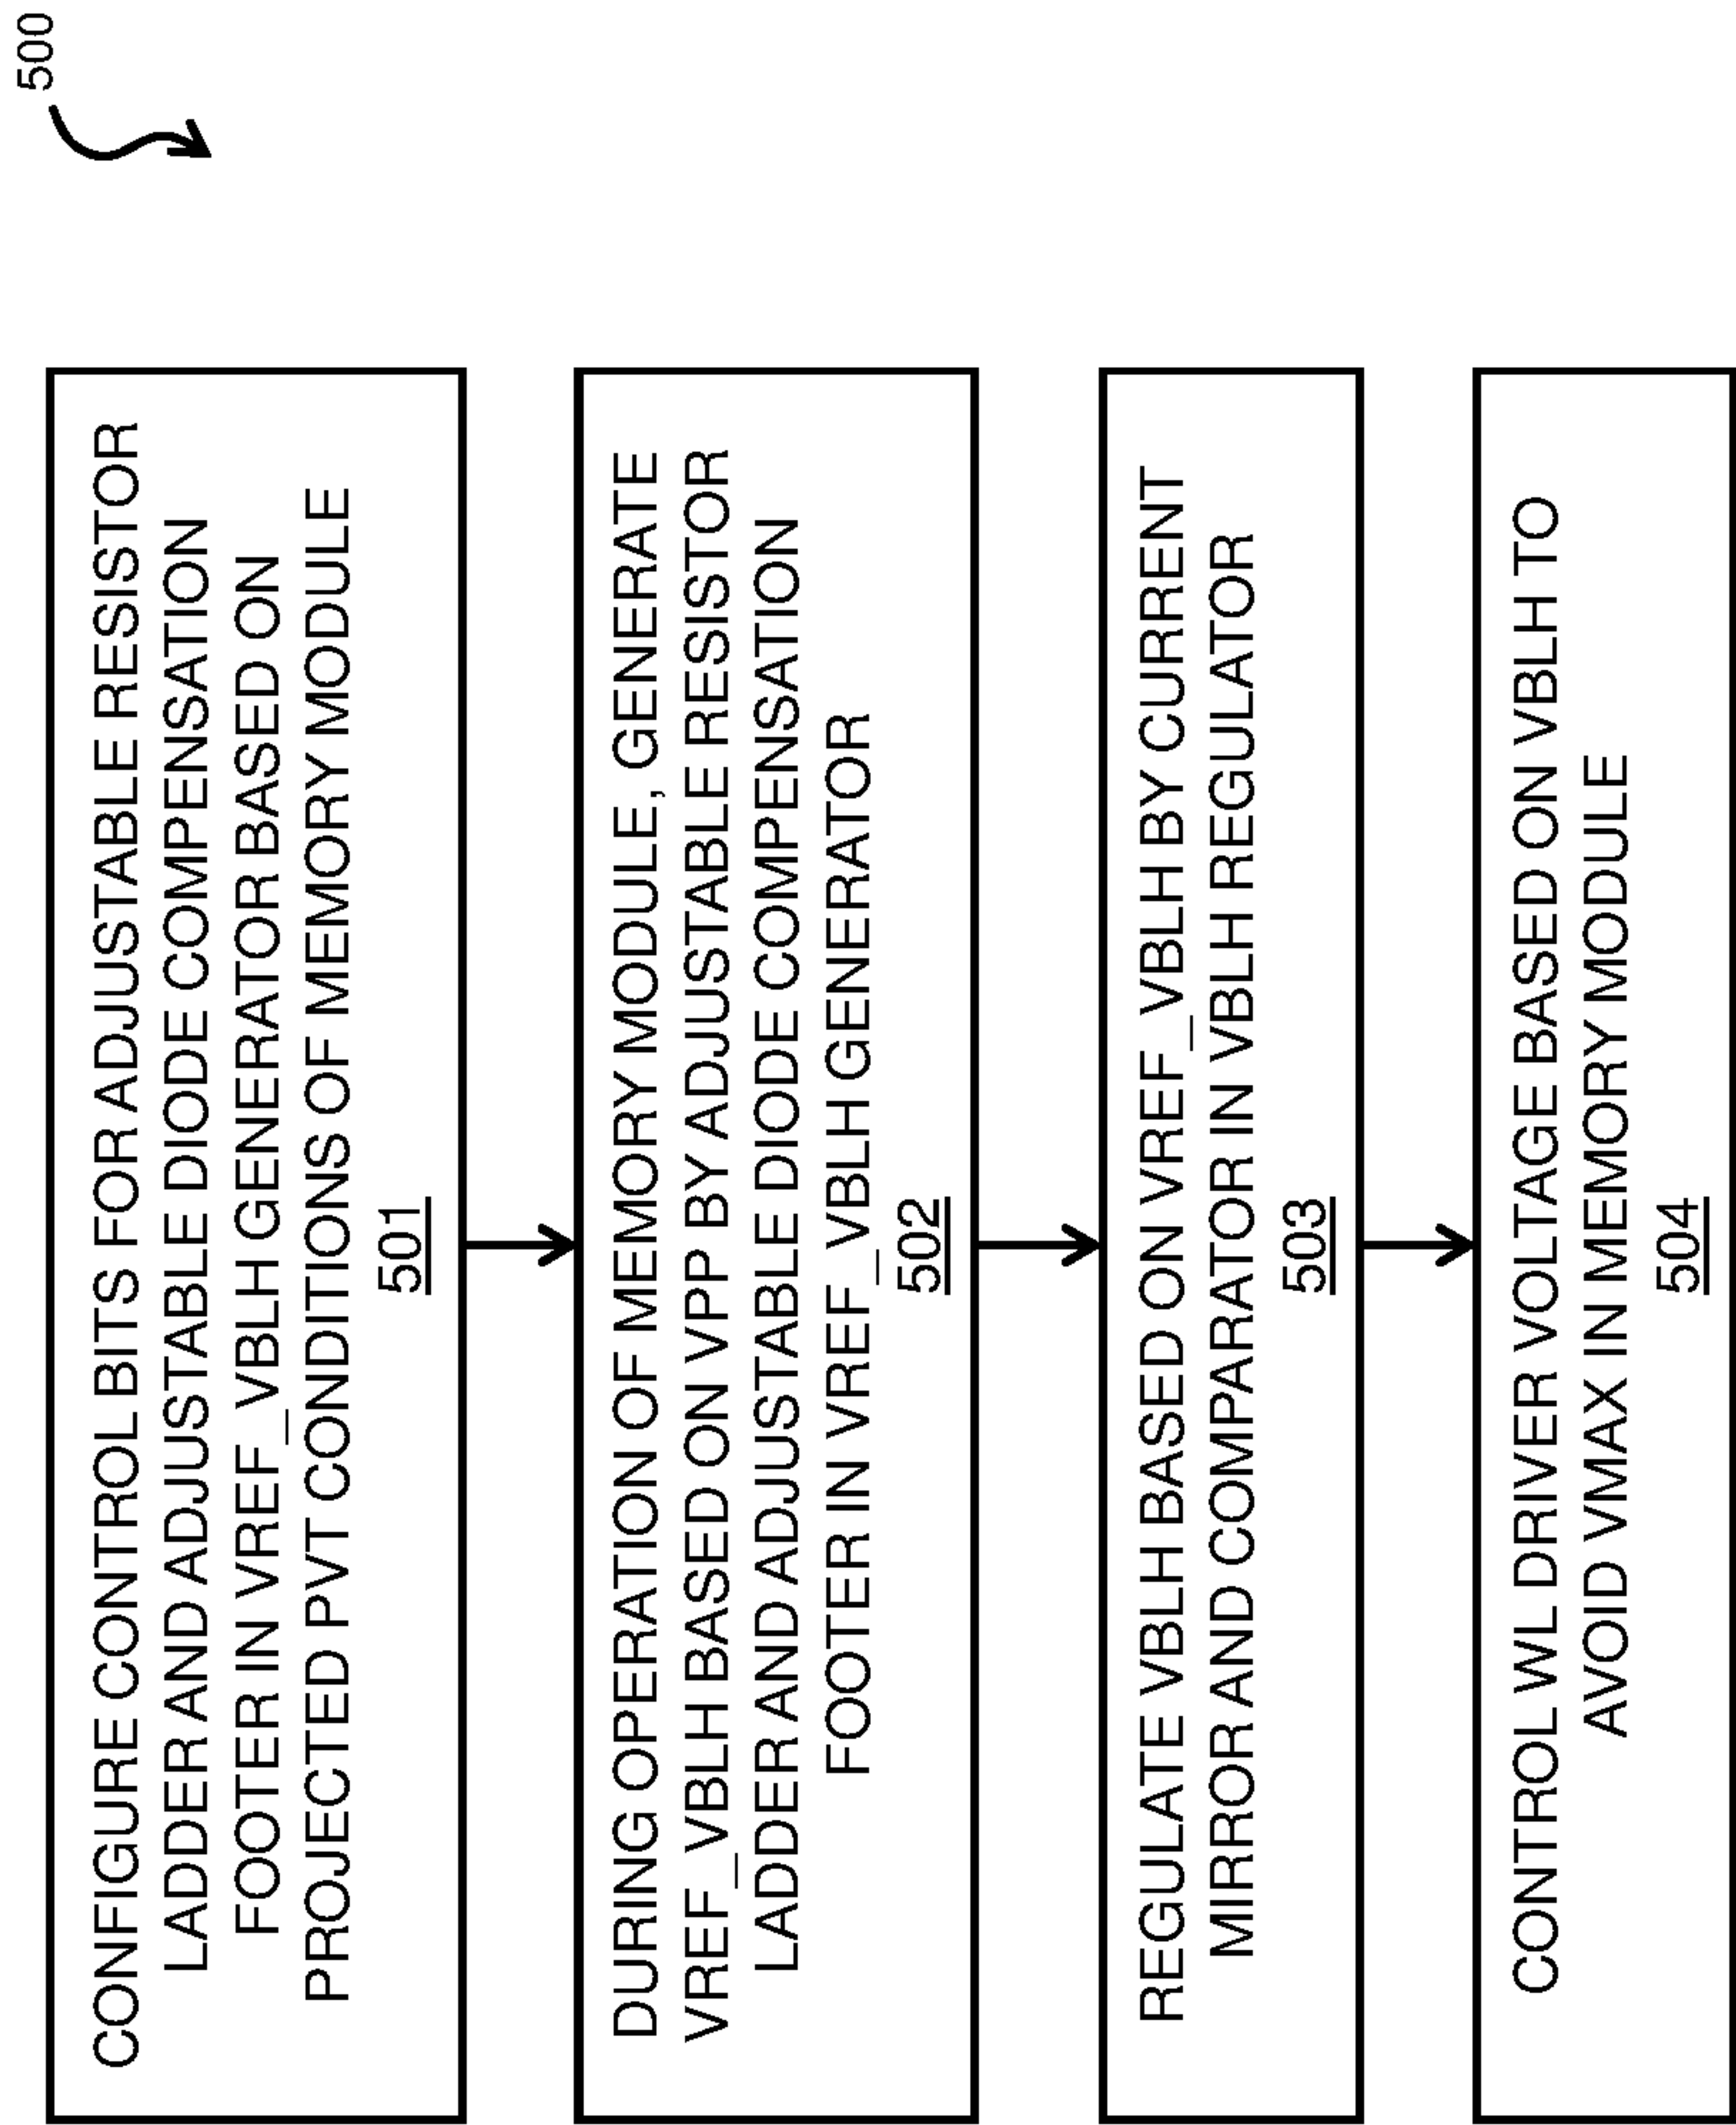 500
CONFIGURE CONTROL BITS FOR ADJUSTABLE RESISTOR
LADDER AND ADJUSTABLE DIODE COMPENSATION
FOOTER IN VREF_VBLH GENERATOR BASED ON
PROJECTED PVT CONDITIONS OF MEMORY MODULE
501
DURING OPERATION OF MEMORY MODULE, GENERATE
VREF_VBLH BASED ON VPP BY ADJUSTABLE RESISTOR
LADDER AND ADJUSTABLE DIODE COMPENSATION
FOOTER IN VREF_VBLH GENERATOR
502
REGULATE VBLH BASED ON VREF_VBLH BY CURRENT
MIRROR AND COMPARATOR IN VBLH REGULATOR
503
CONTROL WL DRIVER VOLTAGE BASED ON VBLH TO
AVOID VMAX IN MEMORY MODULE
504